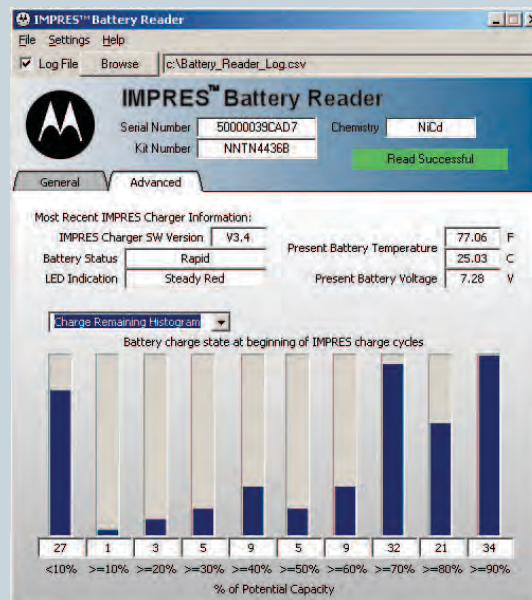 IMPRES™ Battery Reader
File Settings Help
Log File Browse c:\Battery_Reader_Log.csv
IMPRES™ Battery Reader
Serial Number 50000039CAD7 Chemistry NiCd
Kit Number NNTN4436B Read Successful
General Advanced
Most Recent IMPRES Charger Information:
IMPRES Charger SW Version V3.4
Battery Status Rapid
LED Indication Steady Red
Present Battery Temperature 77.06 F
25.03 C
Present Battery Voltage 7.28 V
Charge Remaining Histogram
Battery charge state at beginning of IMPRES charge cycles
27 1 3 5 9 5 9 32 21 34
<10% >=10% >=20% >=30% >=40% >=50% >=60% >=70% >=80% >=90%
% of Potential Capacity